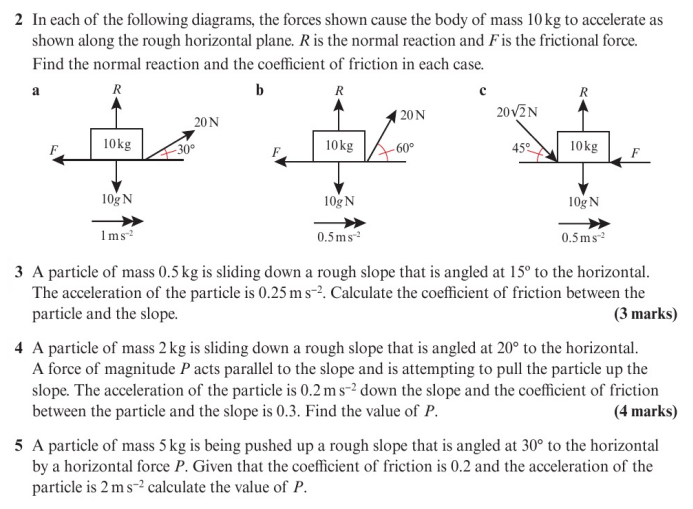 2 In each of the following diagrams, the forces shown cause the body of mass 10 kg to accelerate as
shown along the rough horizontal plane. R is the normal reaction and F is the frictional force.
Find the normal reaction and the coefficient of friction in each case.
a
R
20 N
10 kg
30°
F
10g N
1 m s⁻²
b
R
20 N
10 kg
60°
F
10g N
0.5 m s⁻²
c
R
20√2 N
45°
10 kg
F
10g N
0.5 m s⁻²
3 A particle of mass 0.5 kg is sliding down a rough slope that is angled at 15° to the horizontal.
The acceleration of the particle is 0.25 m s⁻². Calculate the coefficient of friction between the
particle and the slope. (3 marks)
4 A particle of mass 2 kg is sliding down a rough slope that is angled at 20° to the horizontal.
A force of magnitude P acts parallel to the slope and is attempting to pull the particle up the
slope. The acceleration of the particle is 0.2 m s⁻² down the slope and the coefficient of friction
between the particle and the slope is 0.3. Find the value of P. (4 marks)
5 A particle of mass 5 kg is being pushed up a rough slope that is angled at 30° to the horizontal
by a horizontal force P. Given that the coefficient of friction is 0.2 and the acceleration of the
particle is 2 m s⁻² calculate the value of P.